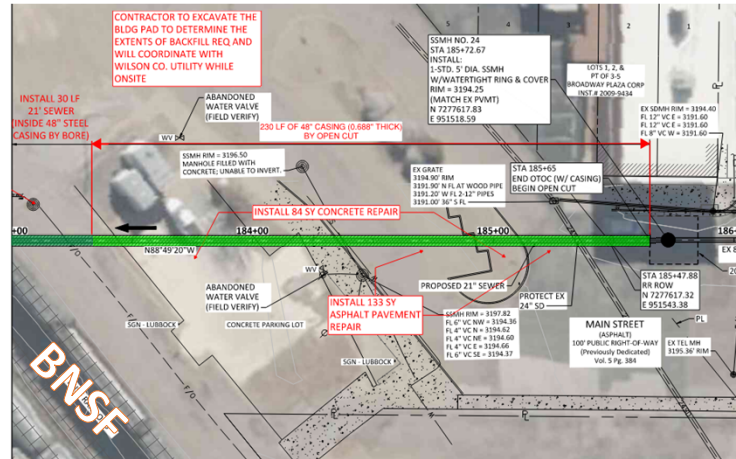 CONTRACTOR TO EXCAVATE THE
BLDG PAD TO DETERMINE THE
EXTENTS OF BACKFILL REQ AND
WILL COORDINATE WITH
WILSON CO. UTILITY WHILE
ONSITE
INSTALL 30 LF
21' SEWER
(INSIDE 48" STEEL
CASING BY BORE)
ABANDONED
WATER VALVE
(FIELD VERIFY)
WV
230 LF OF 48" CASING (0.688" THICK)
BY OPEN CUT
SSMH RIM = 3196.50
MANHOLE FILLED WITH
CONCRETE; UNABLE TO INVERT.
5
4
3
SSMH NO. 24
STA 185+72.67
INSTALL:
1-STD. 5' DIA. SSMH
W/WATERTIGHT RING & COVER
RIM = 3194.25
(MATCH EX PVMT)
N 7277617.83
E 951518.59
LOTS 1, 2, &
PT OF 3-5
BROADWAY PLAZA CORP
INST.# 2009-9434
EX SDMH RIM = 3194.40
FL 12" VC E = 3191.60
FL 12" VC E = 3191.60
FL 8" VC W = 3191.60
EX GRATE
3194.90' RIM
3191.90' N FL AT WOOD PIPE
3191.20' W FL 2-12" PIPES
3191.00' 36" S FL
STA 185+65
END OTOC (W/ CASING)
BEGIN OPEN CUT
INSTALL 84 SY CONCRETE REPAIR
+00
184+00
185+00
186+
N88°49'20"W
EX 8
WV
ABANDONED
WATER VALVE
(FIELD VERIFY)
PROPOSED 21" SEWER
PROTECT EX
24" SD
STA 185+47.88
RR ROW
N 7277617.32
E 951543.38
20
INSTALL 133 SY
ASPHALT PAVEMENT
REPAIR
SSMH RIM = 3197.82
FL 6" VC NW = 3194.36
FL 4" VC N = 3194.62
FL 4" VC NE = 3194.60
FL 4" VC E = 3194.66
FL 6" VC SE = 3194.37
SGN - LUBBOCK
CONCRETE PARKING LOT
SGN - LUBBOCK
MAIN STREET
(ASPHALT)
100' PUBLIC RIGHT-OF-WAY
(Previously Dedicated)
Vol. 5 Pg. 384
PL
EX TEL MH
3195.36' RIM
F/O
F/O
BNSF